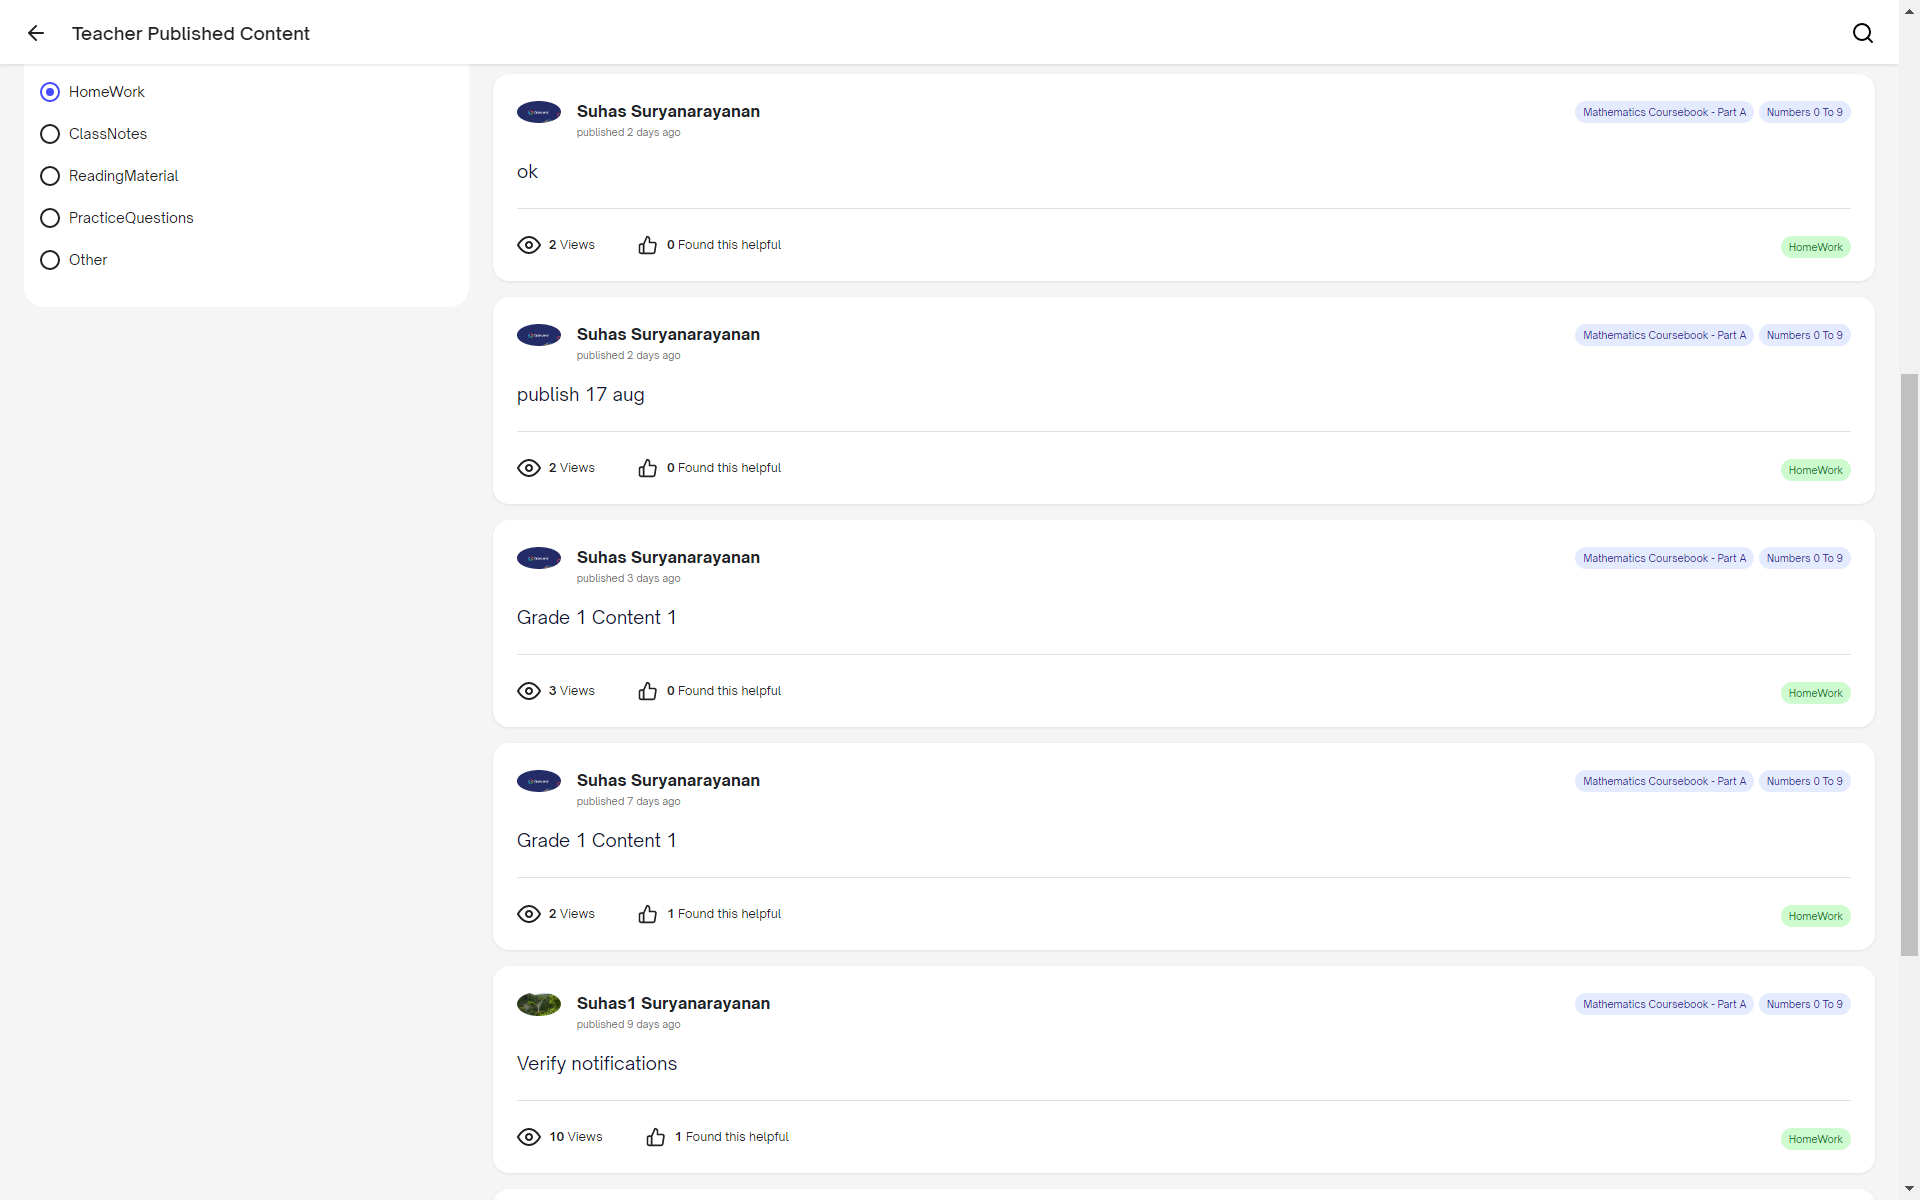 Teacher Published Content
HomeWork
ClassNotes
ReadingMaterial
PracticeQuestions
Other
Suhas Suryanarayanan
published 2 days ago
Mathematics Coursebook - Part A
Numbers 0 To 9
ok
2 Views
0 Found this helpful
HomeWork
Suhas Suryanarayanan
published 2 days ago
Mathematics Coursebook - Part A
Numbers 0 To 9
publish 17 aug
2 Views
0 Found this helpful
HomeWork
Suhas Suryanarayanan
published 3 days ago
Mathematics Coursebook - Part A
Numbers 0 To 9
Grade 1 Content 1
3 Views
0 Found this helpful
HomeWork
Suhas Suryanarayanan
published 7 days ago
Mathematics Coursebook - Part A
Numbers 0 To 9
Grade 1 Content 1
2 Views
1 Found this helpful
HomeWork
Suhas1 Suryanarayanan
published 9 days ago
Mathematics Coursebook - Part A
Numbers 0 To 9
Verify notifications
10 Views
1 Found this helpful
HomeWork